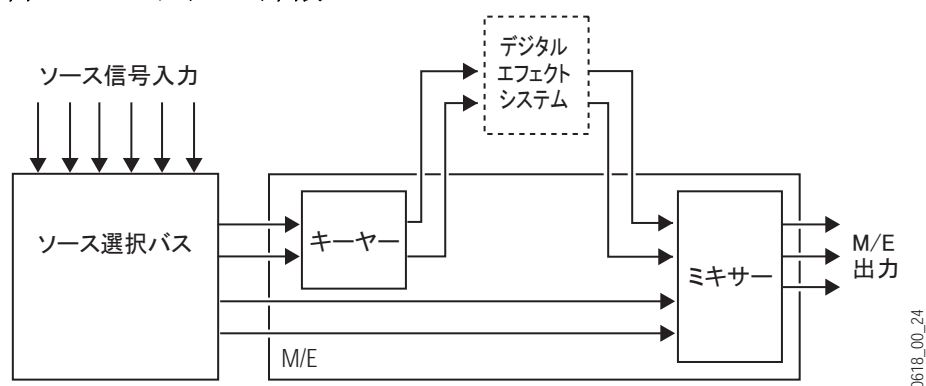 デジタル
エフェクト
システム
ソース信号入力
ソース選択バス
キーヤー
ミキサー
M/E
出力
M/E
0618_00_24